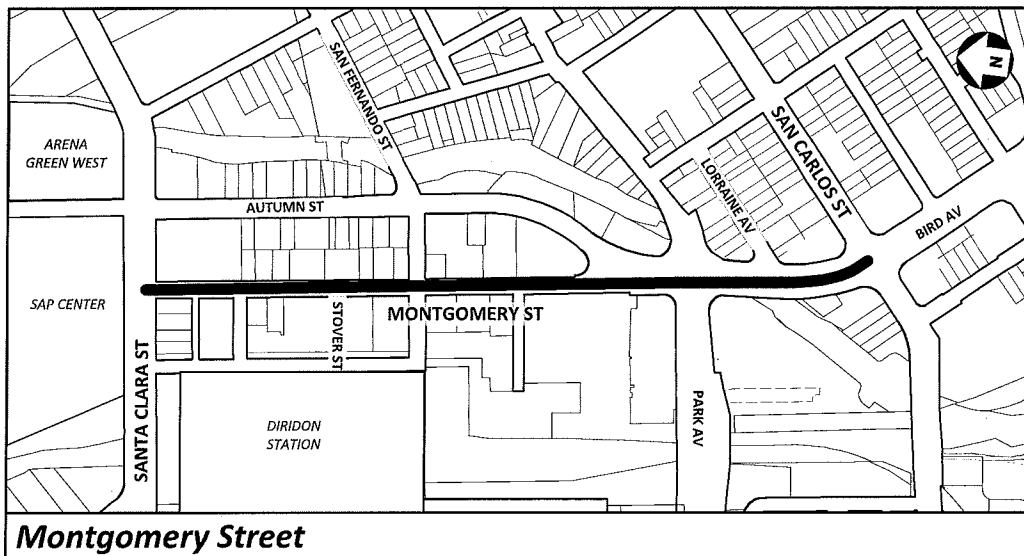 ARENA
GREEN WEST
SAN FERNANDO ST
N
SAN CARLOS ST
LORRAINE AV
BIRD AV
AUTUMN ST
SAP CENTER
STOVER ST
MONTGOMERY ST
SANTA CLARA ST
DIRIDON
STATION
PARK AV
Montgomery Street